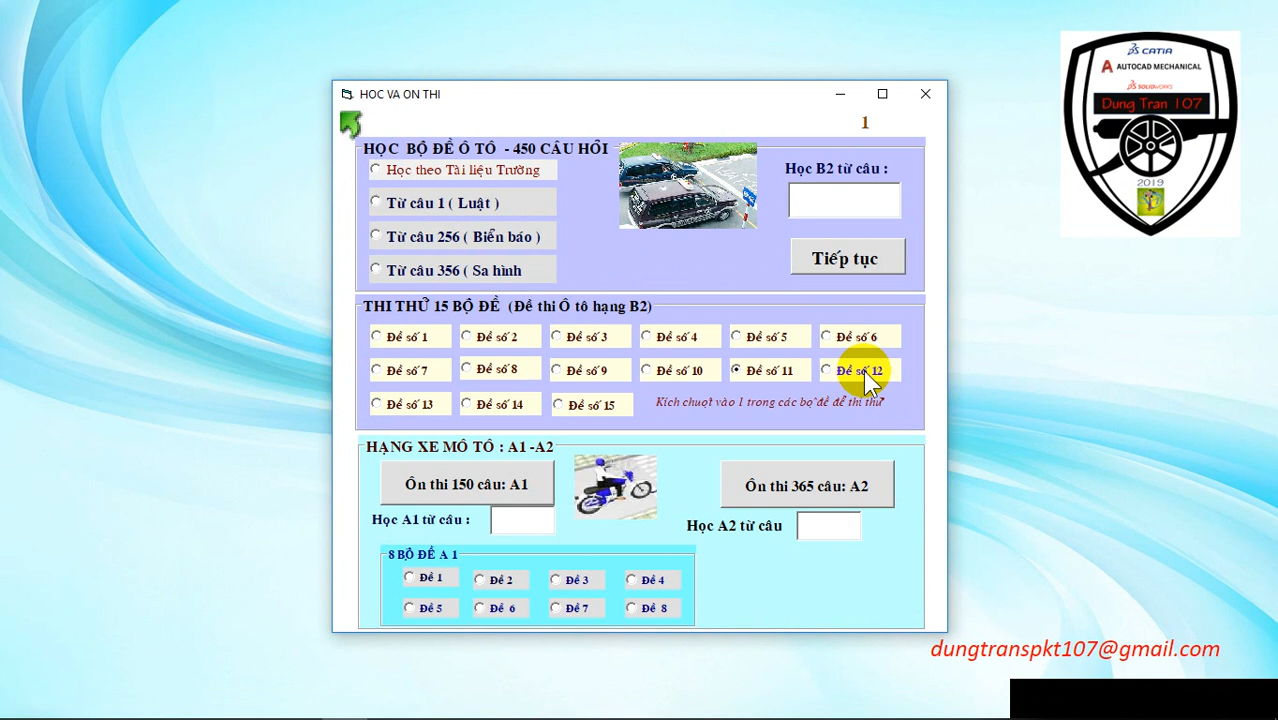 HOC VA ON THI
1
HỌC BỘ ĐỀ Ô TÔ - 450 CÂU HỎI
Học theo Tài liệu Trường
Từ câu 1 ( Luật )
Từ câu 256 ( Biển báo )
Từ câu 356 ( Sa hình
Học B2 từ câu :
Tiếp tục
THI THỬ 15 BỘ ĐỀ (Đề thi Ô tô hạng B2)
Đề số 1 Đề số 2 Đề số 3 Đề số 4 Đề số 5 Đề số 6
Đề số 7 Đề số 8 Đề số 9 Đề số 10 Đề số 11 Đề số 12
Đề số 13 Đề số 14 Đề số 15
Kích chuột vào 1 trong các bộ đề để thi thử
HẠNG XE MÔ TÔ : A1 -A2
Ôn thi 150 câu: A1
Ôn thi 365 câu: A2
Học A1 từ câu :
Học A2 từ câu
8 BỘ ĐỀ A 1
Đề 1 Đề 2 Đề 3 Đề 4
Đề 5 Đề 6 Đề 7 Đề 8
CATIA
AUTOCAD MECHANICAL
SOLIDWORKS
Dung Tran 107
2019
dungtranspkt107@gmail.com